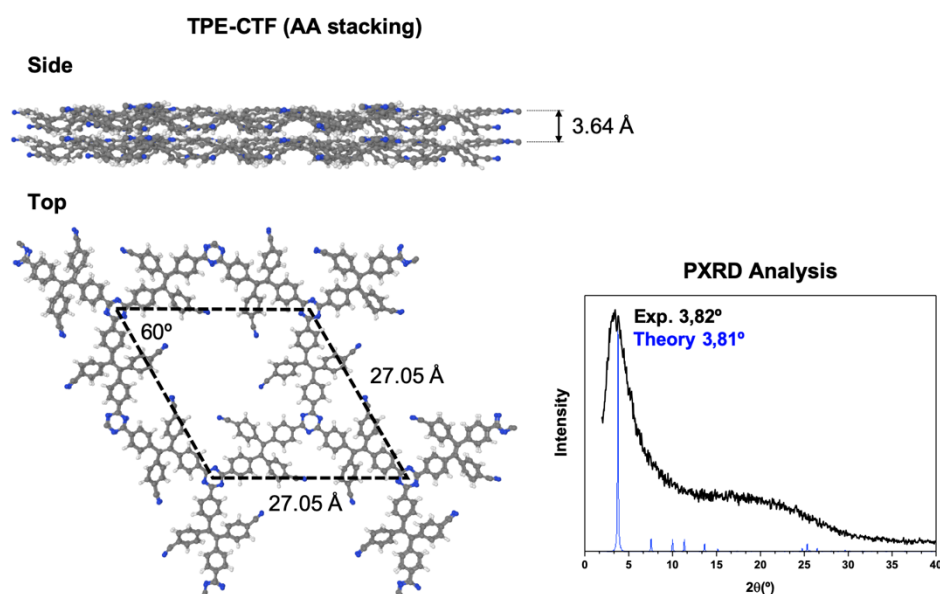 TPE-CTF (AA stacking)
Side
3.64 Å
Top
60º
27.05 Å
27.05 Å
PXRD Analysis
Exp. 3,82º
Theory 3,81º
Intensity
0 5 10 15 20 25 30 35 40
2θ(º)